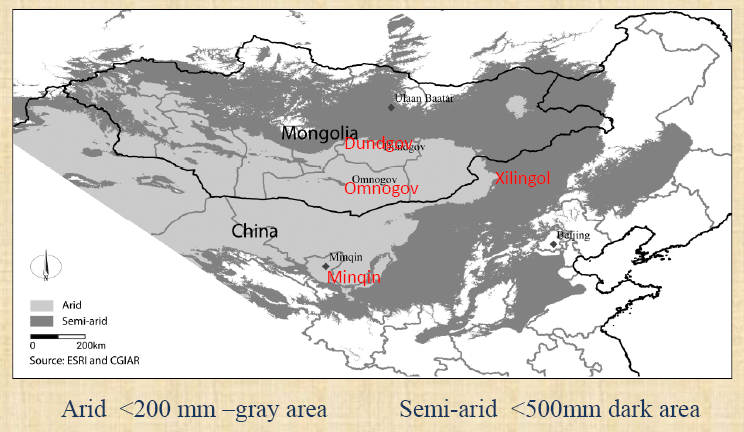 Ulaan Baatar
Mongolia
Dundgov
Dundgov
Omnogov
Omnogov
Xilingol
China
Beijing
Minqin
Minqin
Arid
Semi-arid
0 200km
Source: ESRI and CGIAR
Arid <200 mm –gray area
Semi-arid <500mm dark area